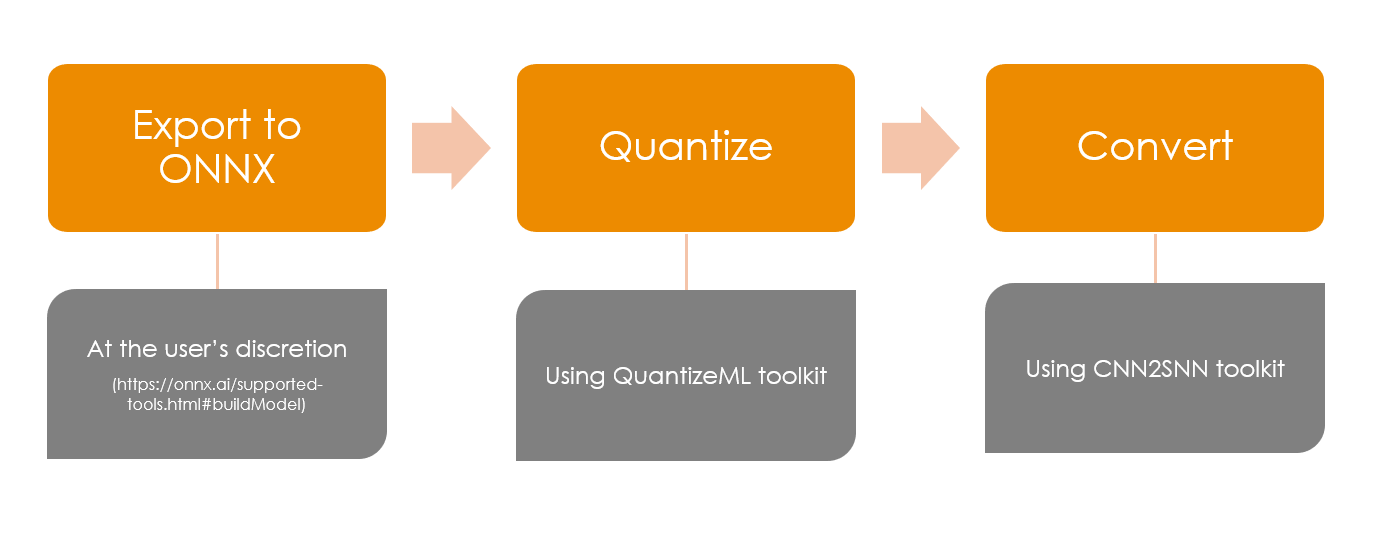 Export to
ONNX
Quantize
Convert
At the user’s discretion
(https://onnx.ai/supported-
tools.html#buildModel)
Using QuantizeML toolkit
Using CNN2SNN toolkit